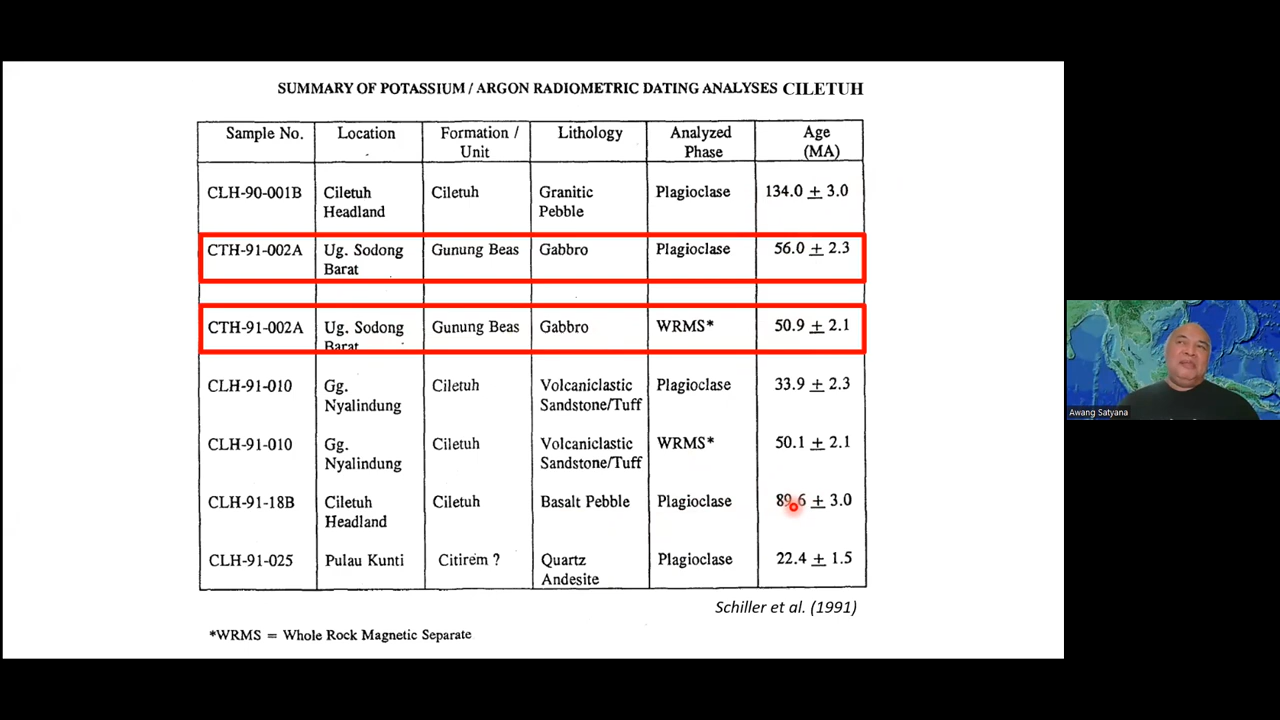 SUMMARY OF POTASSIUM / ARGON RADIOMETRIC DATING ANALYSES CILETUH
Sample No. Location Formation / Unit Lithology Analyzed Phase Age (MA)
CLH-90-001B Ciletuh Headland Ciletuh Granitic Pebble Plagioclase 134.0 ± 3.0
CTH-91-002A Ug. Sodong Barat Gunung Beas Gabbro Plagioclase 56.0 ± 2.3
CTH-91-002A Ug. Sodong Barat Gunung Beas Gabbro WRMS* 50.9 ± 2.1
CLH-91-010 Gg. Nyalindung Ciletuh Volcaniclastic Sandstone/Tuff Plagioclase 33.9 ± 2.3
CLH-91-010 Gg. Nyalindung Ciletuh Volcaniclastic Sandstone/Tuff WRMS* 50.1 ± 2.1
CLH-91-18B Ciletuh Headland Ciletuh Basalt Pebble Plagioclase 89.6 ± 3.0
CLH-91-025 Pulau Kunti Citirem ? Quartz Andesite Plagioclase 22.4 ± 1.5
Schiller et al. (1991)
*WRMS = Whole Rock Magnetic Separate
Awang Satyana